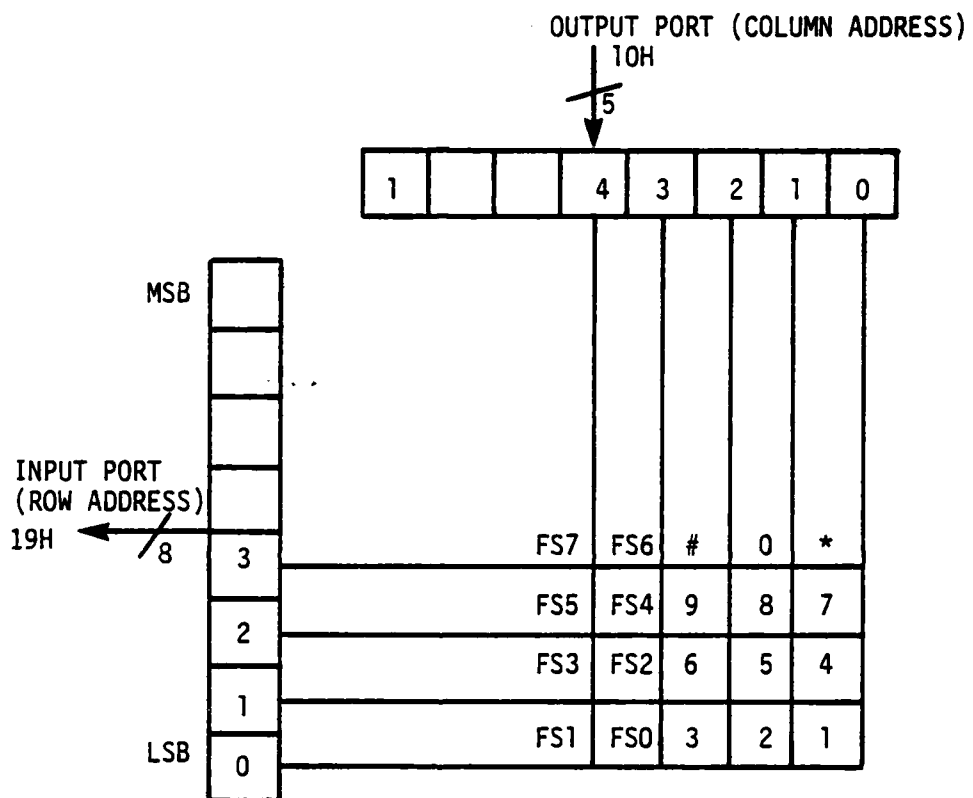 OUTPUT PORT (COLUMN ADDRESS)
10H
5
1 4 3 2 1 0
MSB
INPUT PORT
(ROW ADDRESS)
19H
8
3
FS7 FS6 # 0 *
2
FS5 FS4 9 8 7
1
FS3 FS2 6 5 4
LSB
0
FS1 FS0 3 2 1